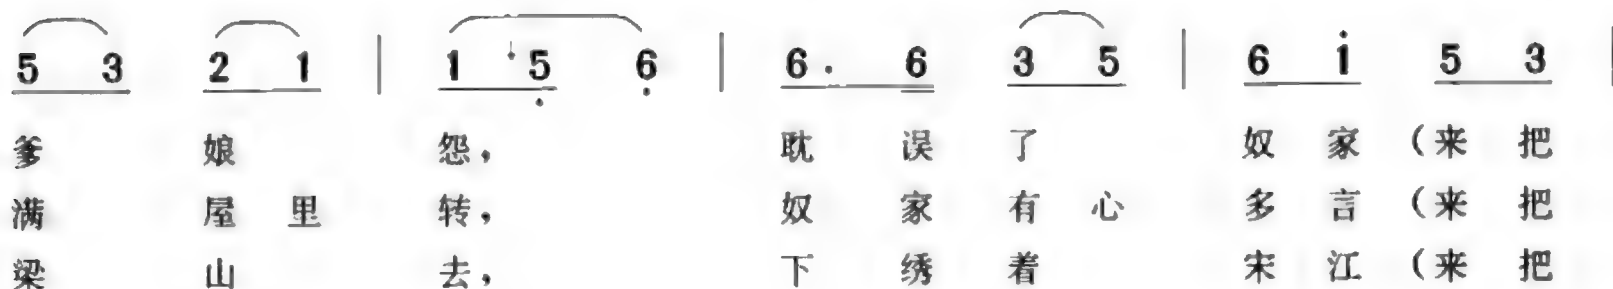 5 3 2 1 | 1 5 6 | 6· 6 3 5 | 6 i 5 3 |
爹 娘 怨， 耽 误 了 奴 家（来 把
满 屋 里 转， 奴 家 有 心 多 言（来 把
梁 山 去， 下 绣 着 宋 江（来 把